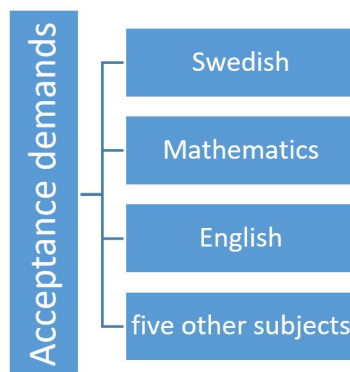 Acceptance demands
Swedish
Mathematics
English
five other subjects